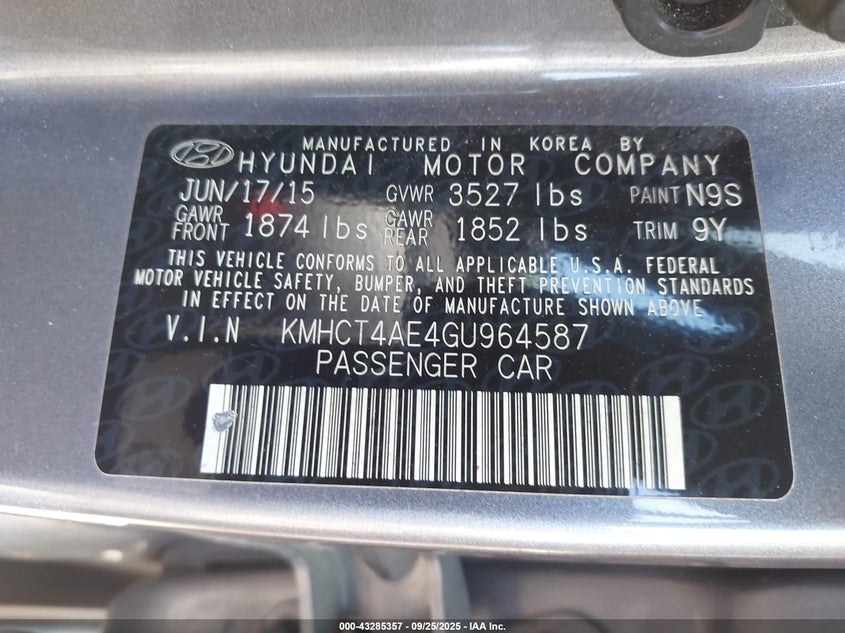 MANUFACTURED IN KOREA BY
HYUNDAI MOTOR COMPANY
JUN/17/15 GVWR 3527 lbs PAINT N9S
GAWR FRONT 1874 lbs GAWR REAR 1852 lbs TRIM 9Y
THIS VEHICLE CONFORMS TO ALL APPLICABLE U.S.A. FEDERAL
MOTOR VEHICLE SAFETY, BUMPER, AND THEFT PREVENTION STANDARDS
IN EFFECT ON THE DATE OF MANUFACTURE SHOWN ABOVE
V.I.N KMHCT4AE4GU964587
PASSENGER CAR
000-43285357 - 09/25/2025 - IAA Inc.